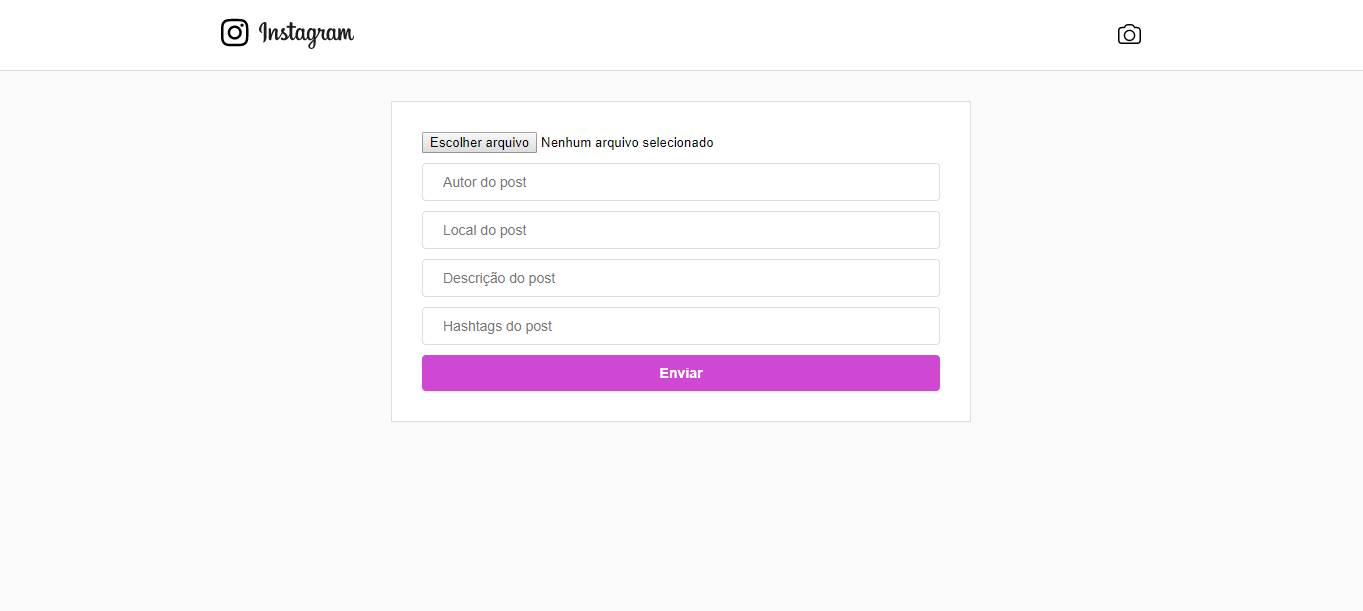 Instagram
Escolher arquivo Nenhum arquivo selecionado
Autor do post
Local do post
Descrição do post
Hashtags do post
Enviar